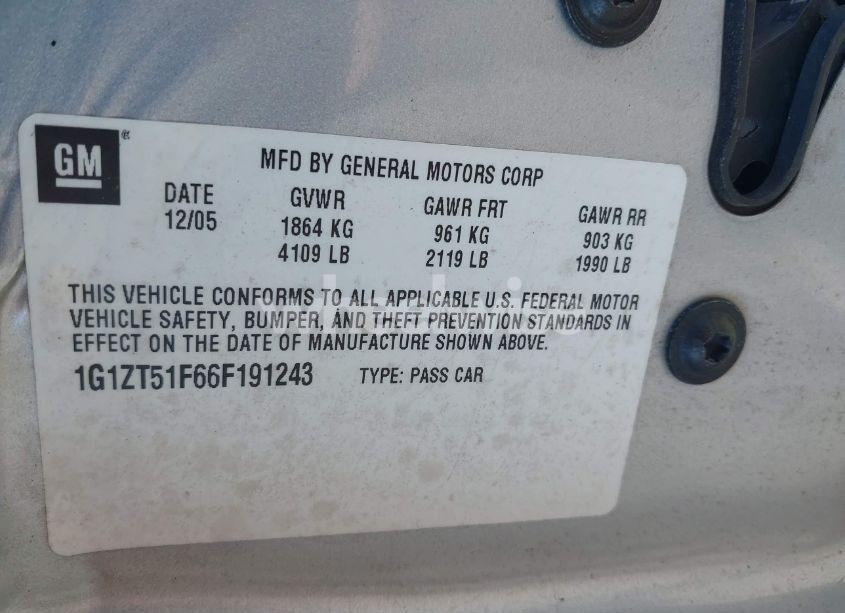 GM
MFD BY GENERAL MOTORS CORP
DATE GVWR GAWR FRT GAWR RR
12/05 1864 KG 961 KG 903 KG
4109 LB 2119 LB 1990 LB
THIS VEHICLE CONFORMS TO ALL APPLICABLE U.S. FEDERAL MOTOR
VEHICLE SAFETY, BUMPER, AND THEFT PREVENTION STANDARDS IN
EFFECT ON THE DATE OF MANUFACTURE SHOWN ABOVE.
1G1ZT51F66F191243 TYPE: PASS CAR